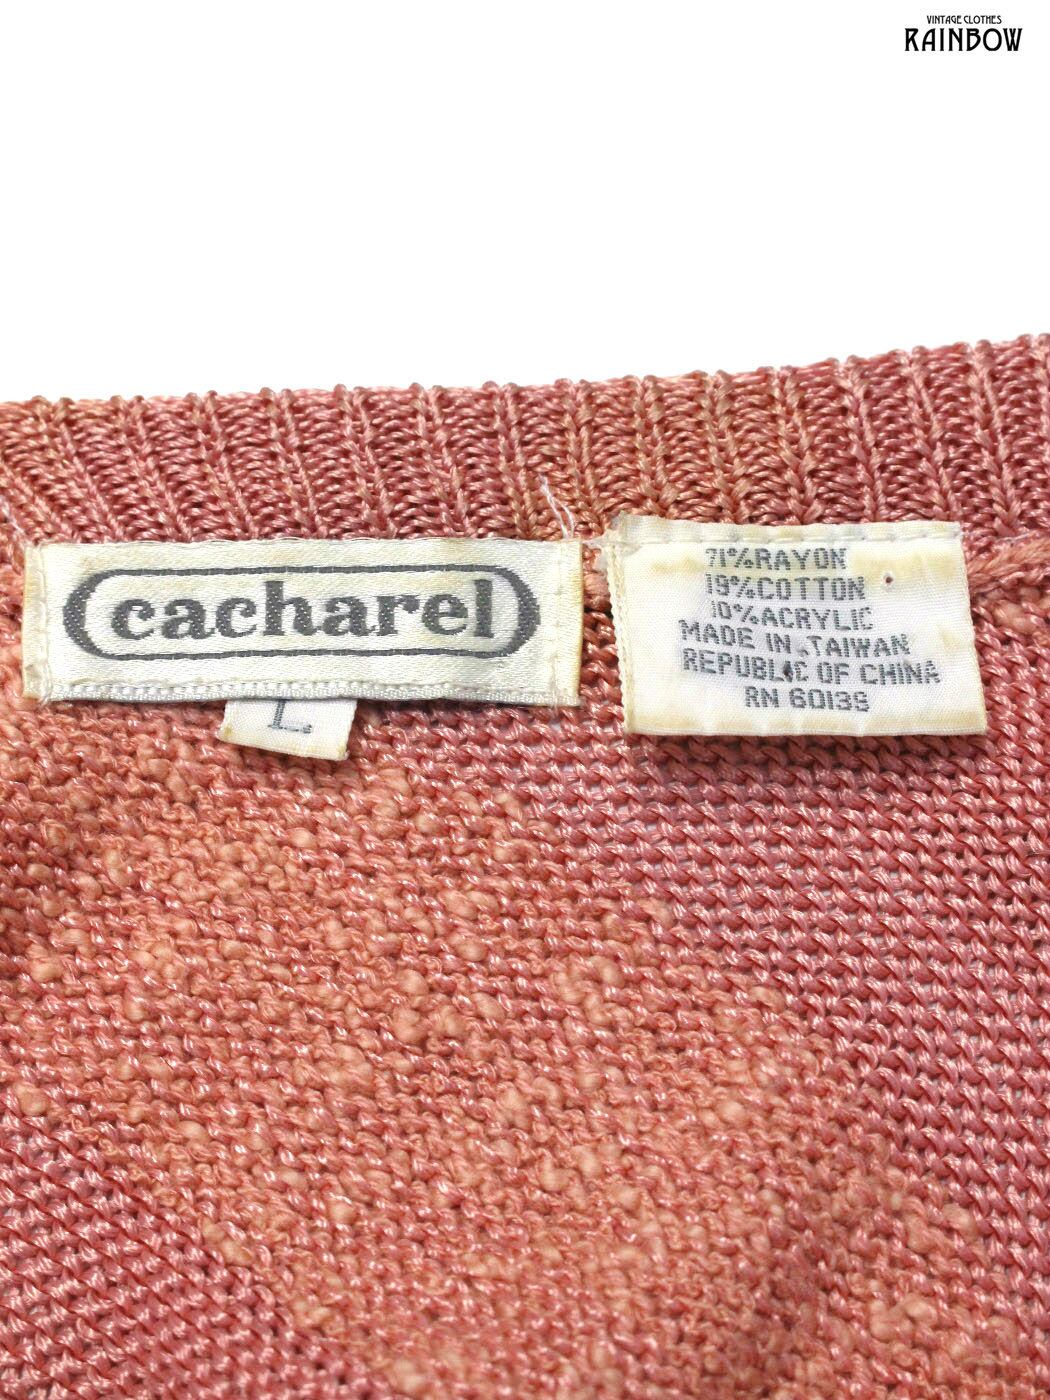 VINTAGE CLOTHES
RAINBOW
cacharel
L
71%RAYON
19%COTTON
10%ACRYLIC
MADE IN TAIWAN
REPUBLIC OF CHINA
RN 60139